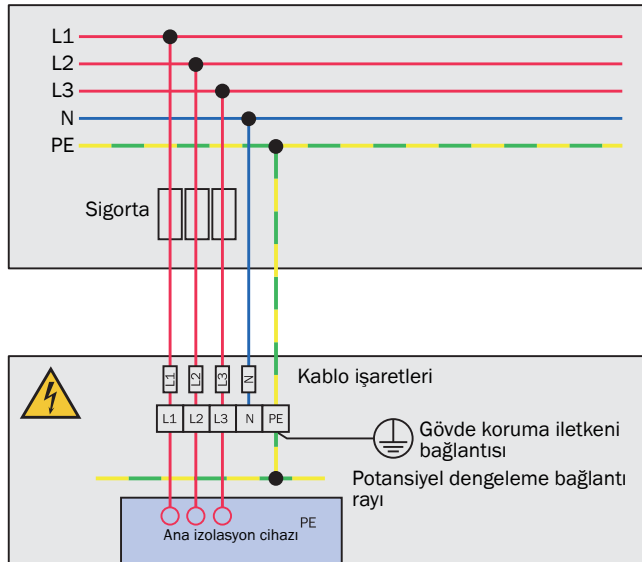 L1
L2
L3
N
PE
Sigorta
L1 L2 L3 N
Kablo işaretleri
L1 L2 L3 N PE
Gövde koruma iletkeni
bağlantısı
Potansiyel dengeleme bağlantı
rayı
PE
Ana izolasyon cihazı